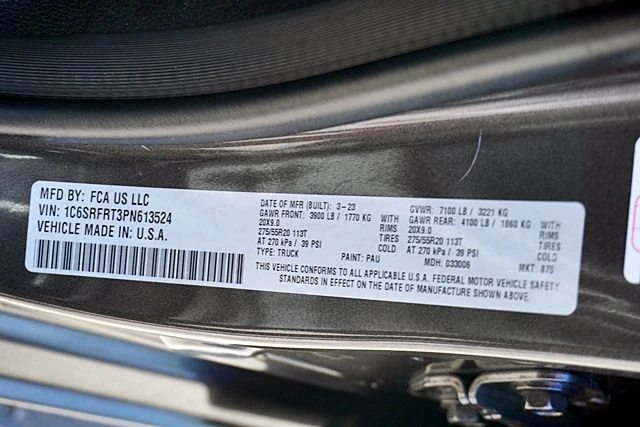 MFD BY: FCA US LLC
VIN: 1C6SRFRT3PN613524
VEHICLE MADE IN: U.S.A.
DATE OF MFR (BUILT): 3-23 GVWR: 7100 LB / 3221 KG
GAWR FRONT: 3900 LB / 1770 KG WITH GAWR REAR: 4100 LB / 1860 KG WITH
20X9.0 RIMS 20X9.0 RIMS
275/55R20 113T TIRES 275/55R20 113T TIRES
AT 270 kPa / 39 PSI COLD AT 270 kPa / 39 PSI COLD
TYPE: TRUCK PAINT: PAU MDH: 033006 MKT: 875
THIS VEHICLE CONFORMS TO ALL APPLICABLE U.S.A. FEDERAL MOTOR VEHICLE SAFETY
STANDARDS IN EFFECT ON THE DATE OF MANUFACTURE SHOWN ABOVE.